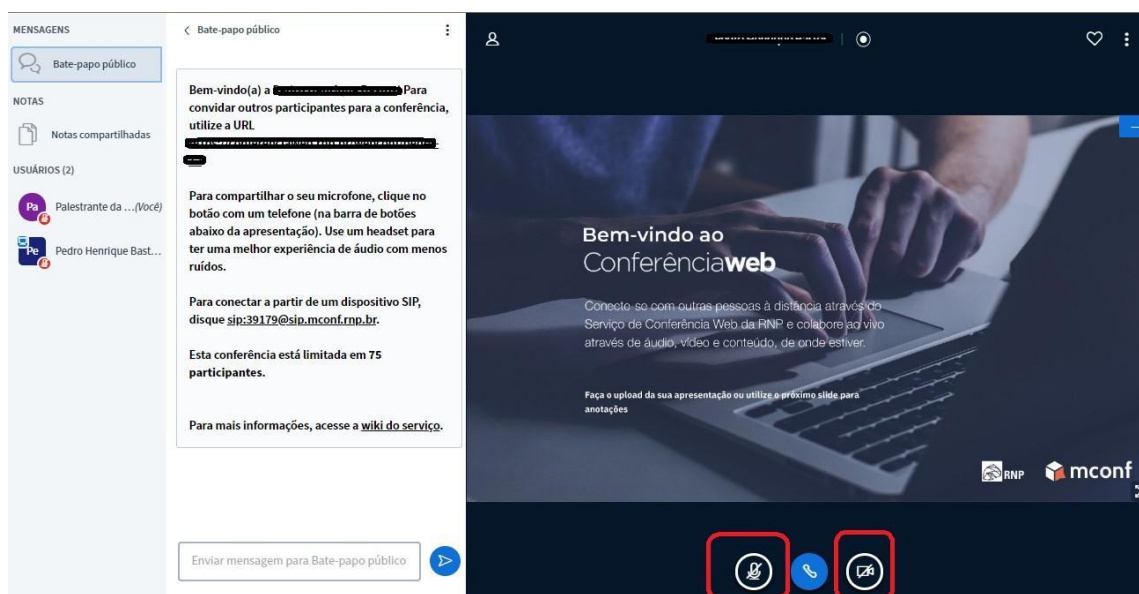 MENSAGENS
Bate-papo público
NOTAS
Notas compartilhadas
USUÁRIOS (2)
Pa
Palestrante da ...(Você)
Pe
Pedro Henrique Bast...
Bate-papo público
Bem-vindo(a) a Para
convidar outros participantes para a conferência,
utilize a URL
Para compartilhar o seu microfone, clique no
botão com um telefone (na barra de botões
abaixo da apresentação). Use um headset para
ter uma melhor experiência de áudio com menos
ruídos.
Para conectar a partir de um dispositivo SIP,
disque sip:39179@sip.mconf.rnp.br.
Esta conferência está limitada em 75
participantes.
Para mais informações, acesse a wiki do serviço.
Enviar mensagem para Bate-papo público
Bem-vindo ao
Conferênciaweb
Conecte-se com outras pessoas à distância através do
Serviço de Conferência Web da RNP e colabore ao vivo
através de áudio, vídeo e conteúdo, de onde estiver.
Faça o upload da sua apresentação ou utilize o próximo slide para
anotações
RNP
mconf